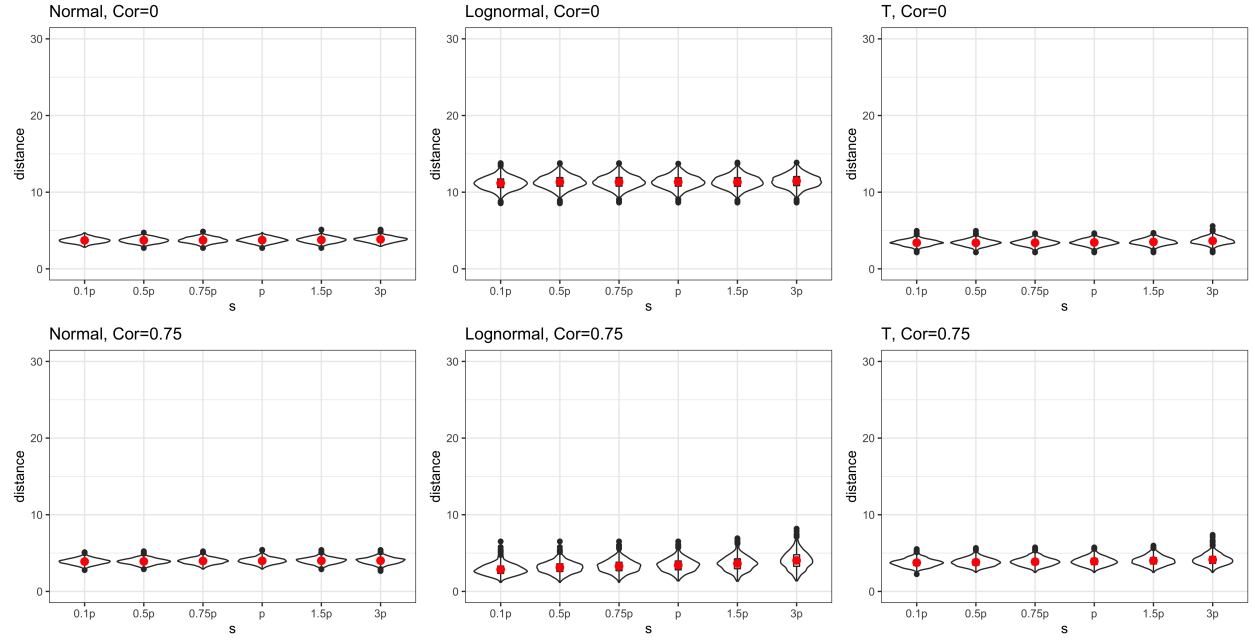 Normal, Cor=0
30
20
10
0
distance
0.1p 0.5p 0.75p p 1.5p 3p
s
Lognormal, Cor=0
30
20
10
0
distance
0.1p 0.5p 0.75p p 1.5p 3p
s
T, Cor=0
30
20
10
0
distance
0.1p 0.5p 0.75p p 1.5p 3p
s
Normal, Cor=0.75
30
20
10
0
distance
0.1p 0.5p 0.75p p 1.5p 3p
s
Lognormal, Cor=0.75
30
20
10
0
distance
0.1p 0.5p 0.75p p 1.5p 3p
s
T, Cor=0.75
30
20
10
0
distance
0.1p 0.5p 0.75p p 1.5p 3p
s